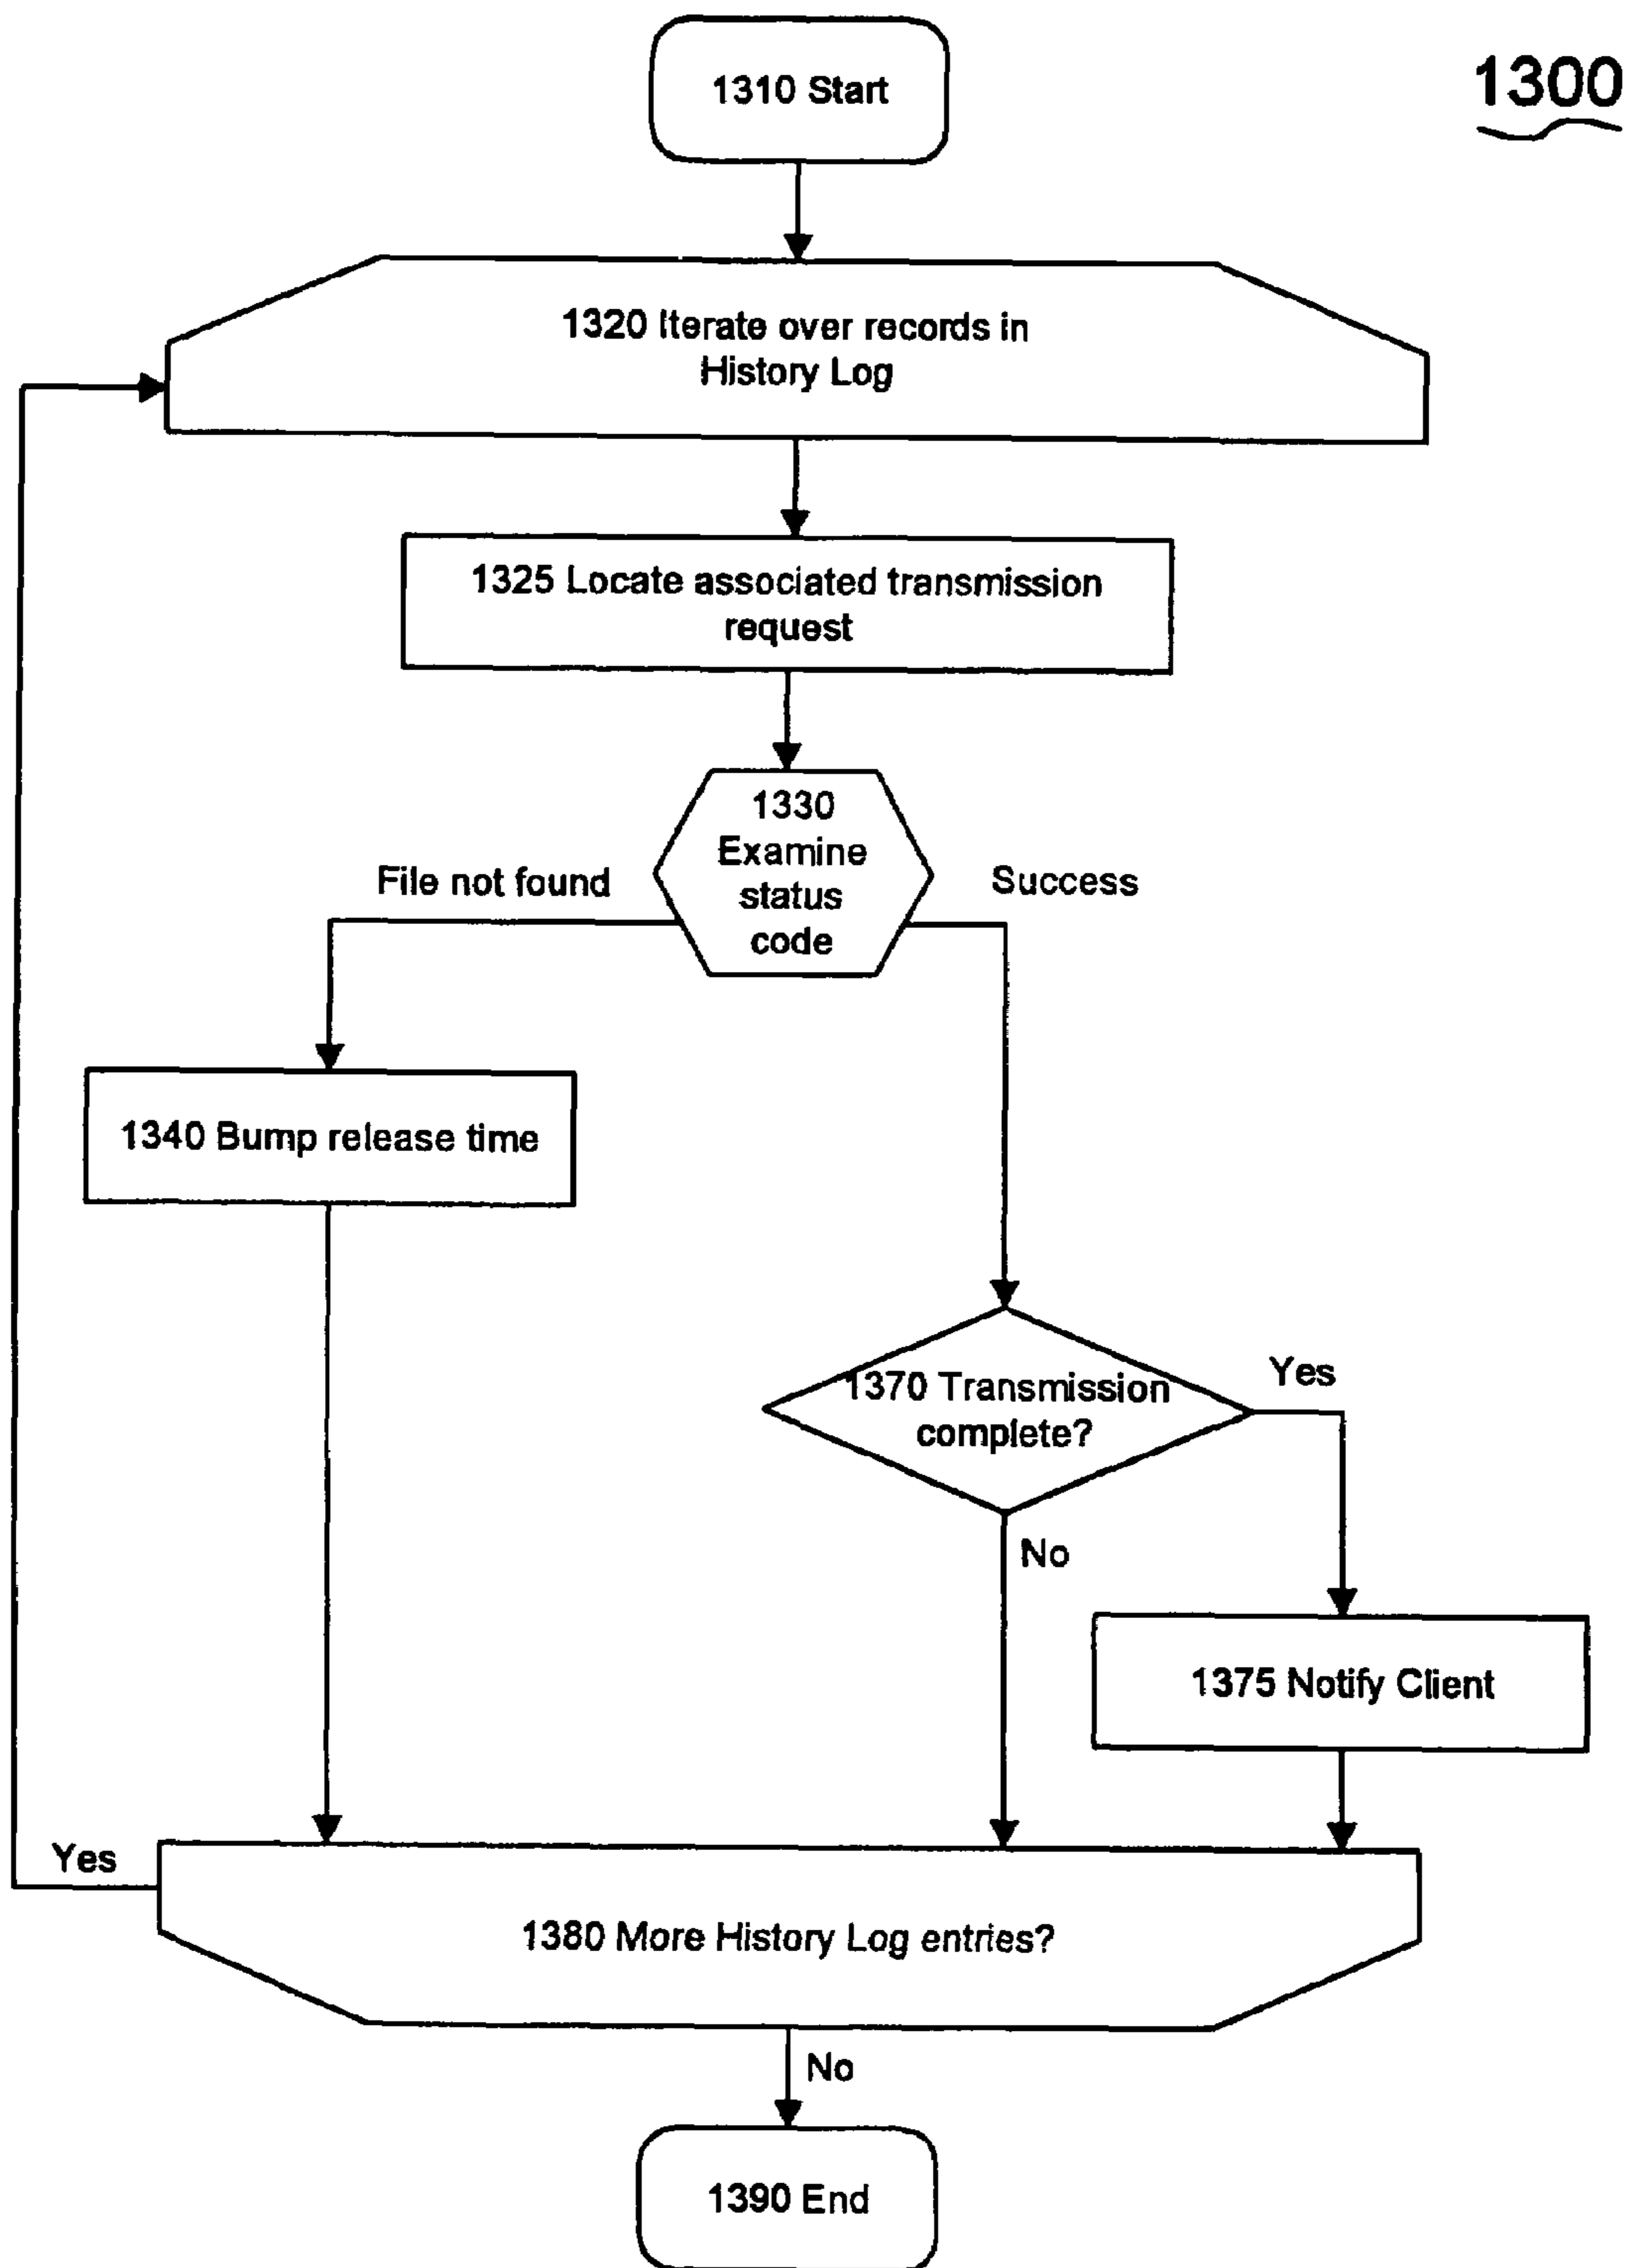 1300
1310 Start
1320 Iterate over records in
History Log
1325 Locate associated transmission
request
1330
Examine
status
code
File not found
Success
1340 Bump release time
1370 Transmission
complete?
Yes
No
1375 Notify Client
Yes
1380 More History Log entries?
No
1390 End